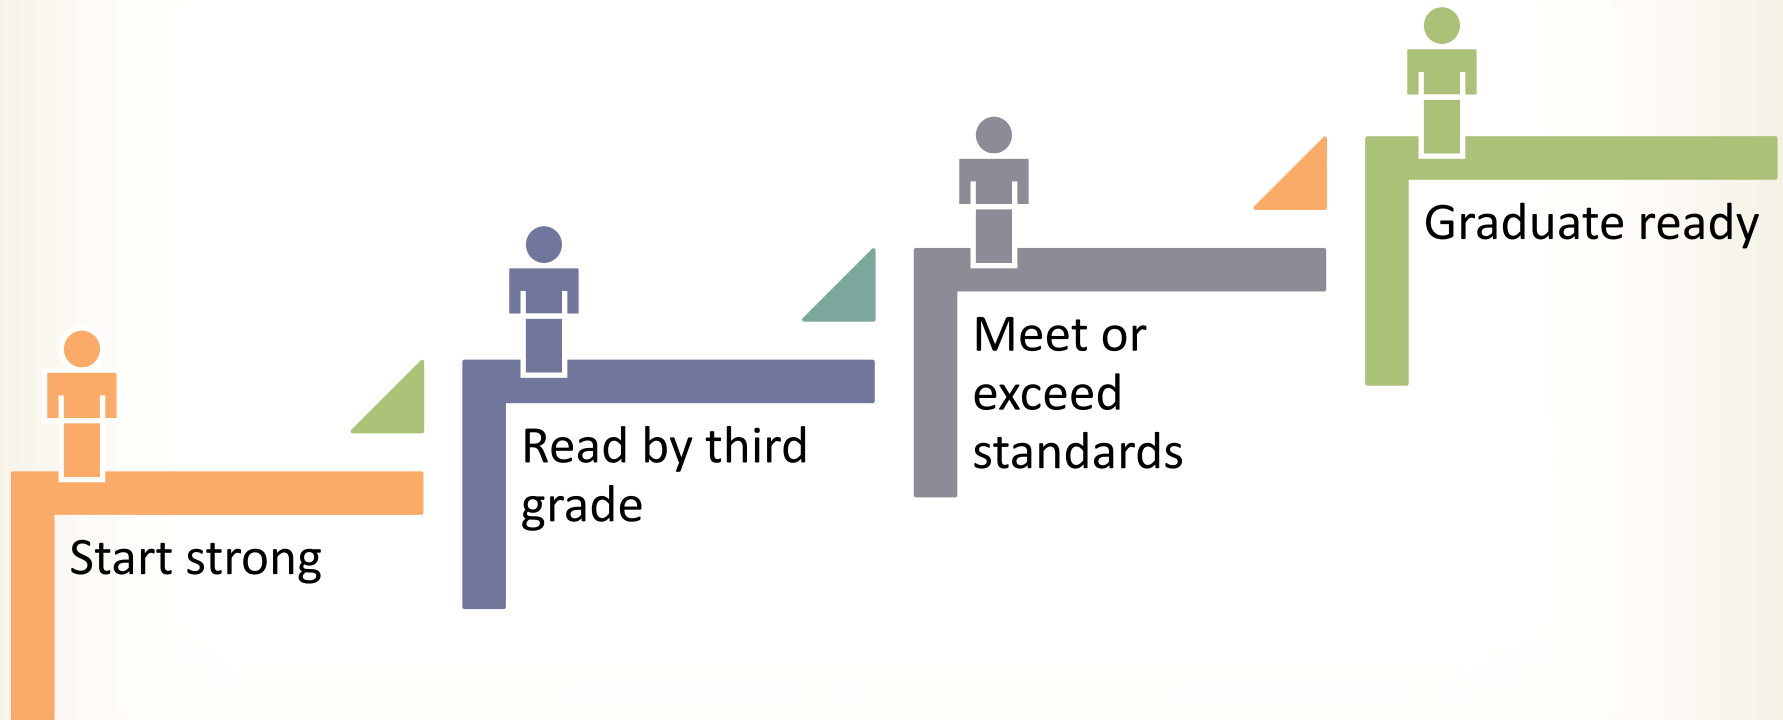 Start strong
Read by third
grade
Meet or
exceed
standards
Graduate ready